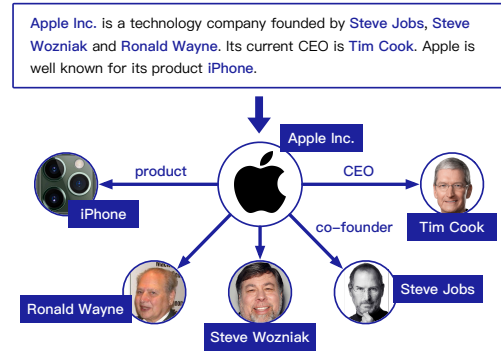 Apple Inc. is a technology company founded by Steve Jobs, Steve
Wozniak and Ronald Wayne. Its current CEO is Tim Cook. Apple is
well known for its product iPhone.
Apple Inc.
product
CEO
iPhone
Tim Cook
co-founder
Ronald Wayne
Steve Wozniak
Steve Jobs